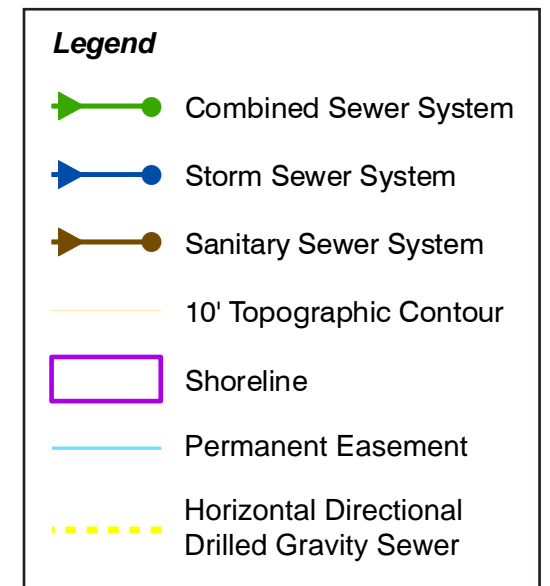 Legend
Combined Sewer System
Storm Sewer System
Sanitary Sewer System
10' Topographic Contour
Shoreline
Permanent Easement
Horizontal Directional
Drilled Gravity Sewer